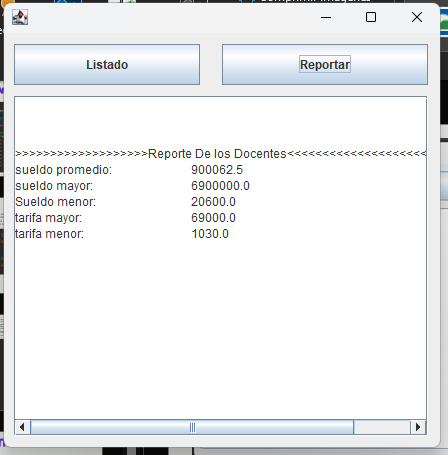 Listado
Reportar
>>>>>>>>>>>>>>>>>>>Reporte De los Docentes<<<<<<<<<<<<<<<<<<<<
sueldo promedio: 900062.5
sueldo mayor: 6900000.0
Sueldo menor: 20600.0
tarifa mayor: 69000.0
tarifa menor: 1030.0